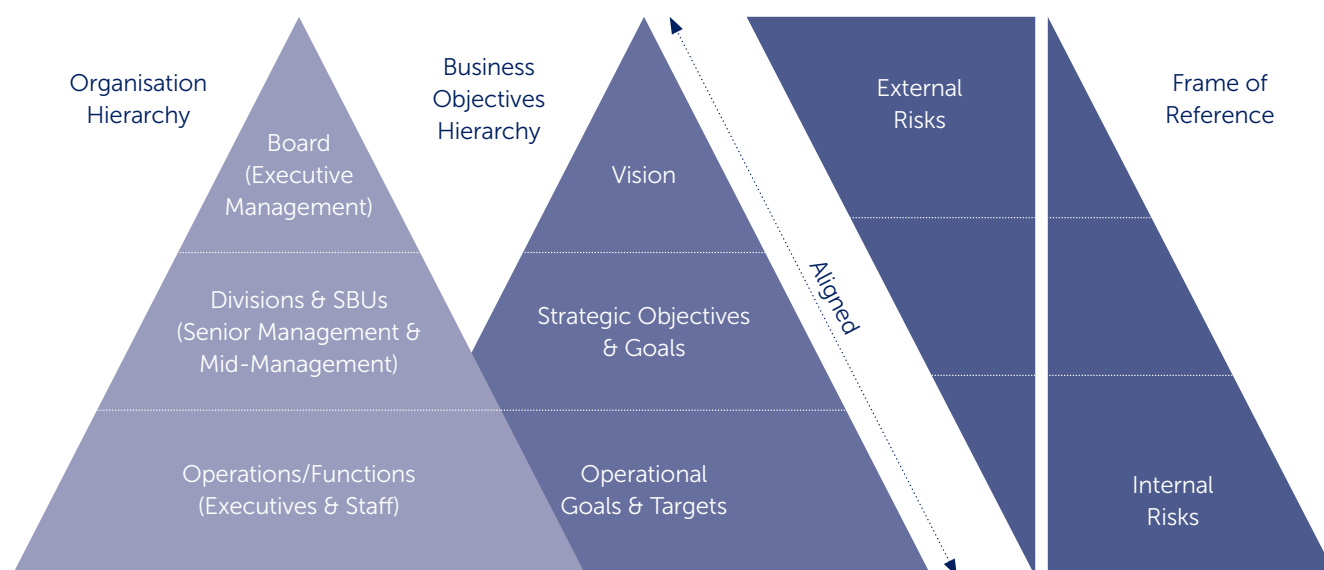 Organisation
Hierarchy
Board
(Executive
Management)
Divisions & SBUs
(Senior Management &
Mid-Management)
Operations/Functions
(Executives & Staff)
Business
Objectives
Hierarchy
Vision
Strategic Objectives
& Goals
Operational
Goals & Targets
Aligned
External
Risks
Internal
Risks
Frame of
Reference